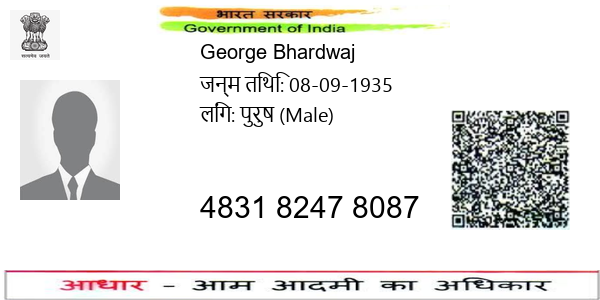 भारत सरकार
Government of India
सत्यमेव जयते
George Bhardwaj
जन्म तिथि: 08-09-1935
लिंग: पुरुष (Male)
4831 8247 8087
आधार - आम आदमी का अधिकार